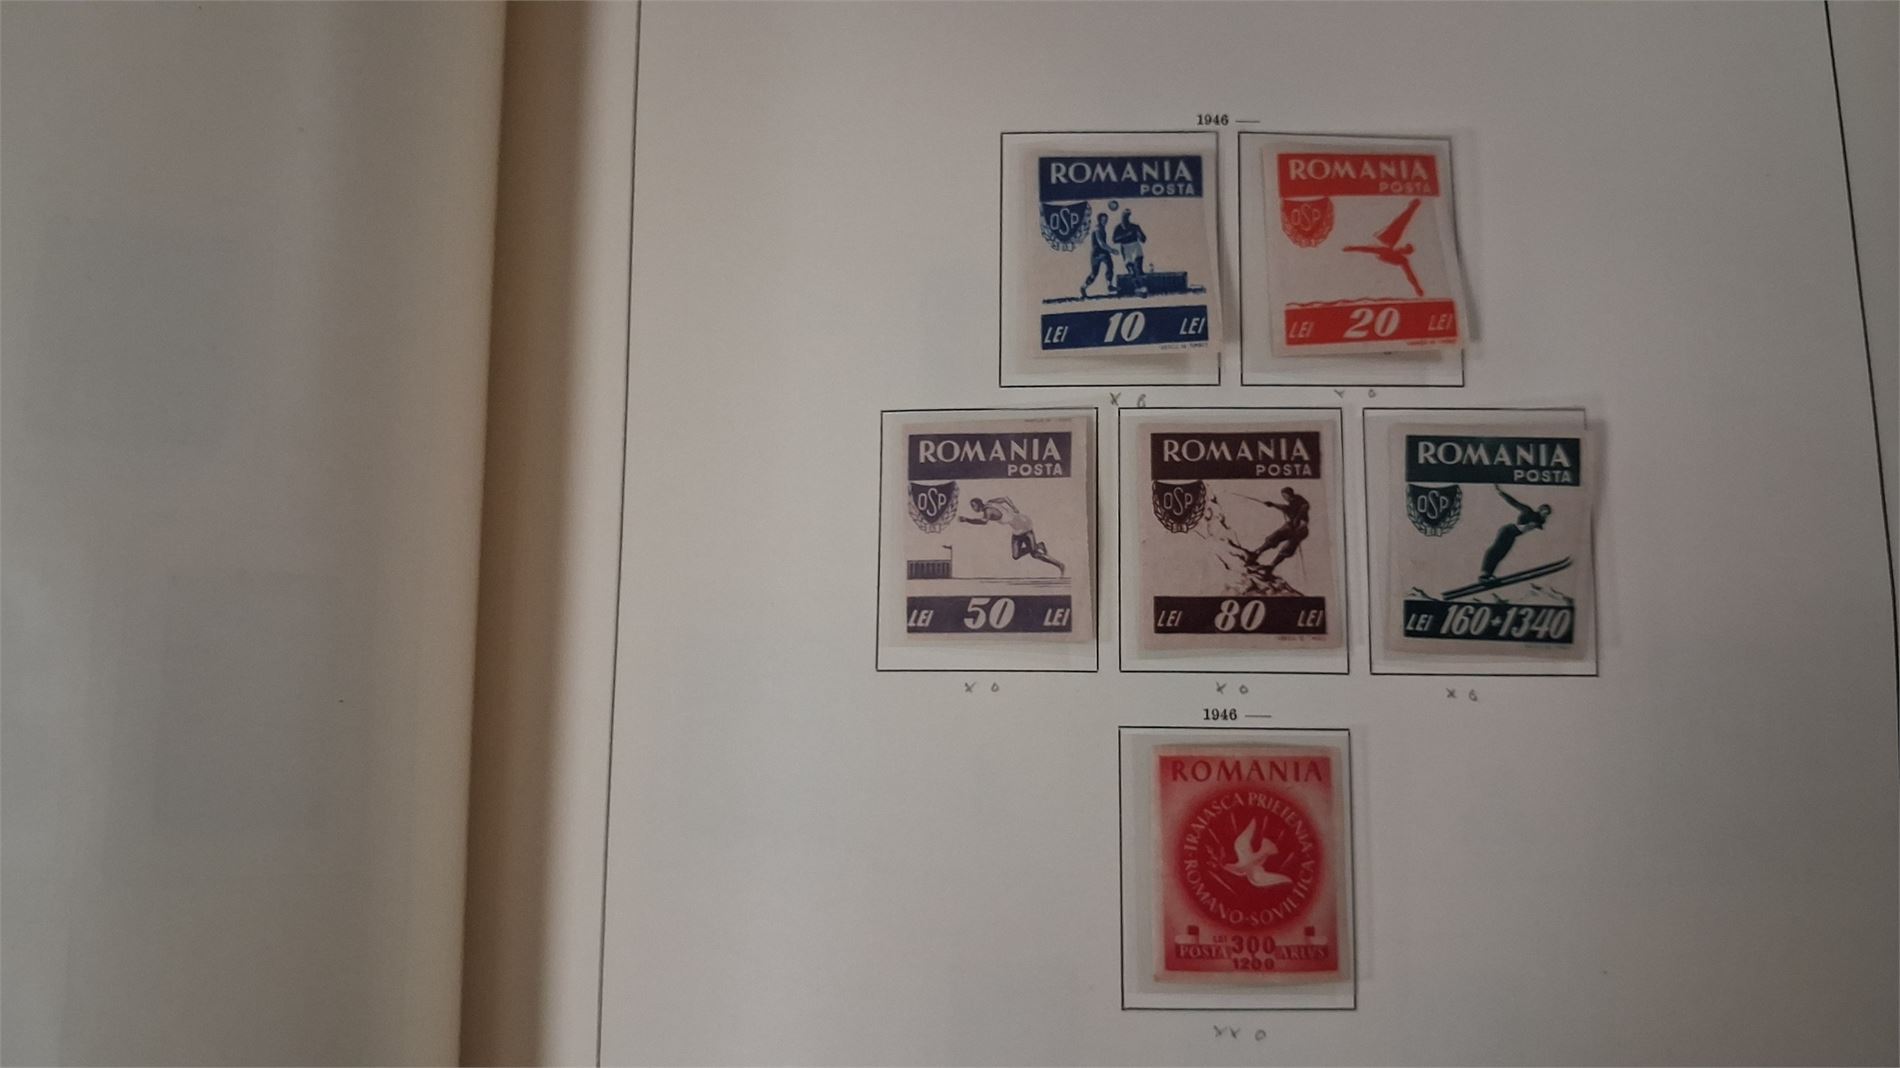 1946 —
ROMANIA
POSTA
OSP
LEI 10 LEI
ROMANIA
POSTA
OSP
LEI 20 LEI
ROMANIA
POSTA
OSP
LEI 50 LEI
ROMANIA
POSTA
OSP
LEI 80 LEI
ROMANIA
POSTA
OSP
LEI 160+1340
1946 —
ROMANIA
TRAIASCA PRIETENIA
ROMANO-SOVIETICA
LEI 300
POSTA ARLUS
1200